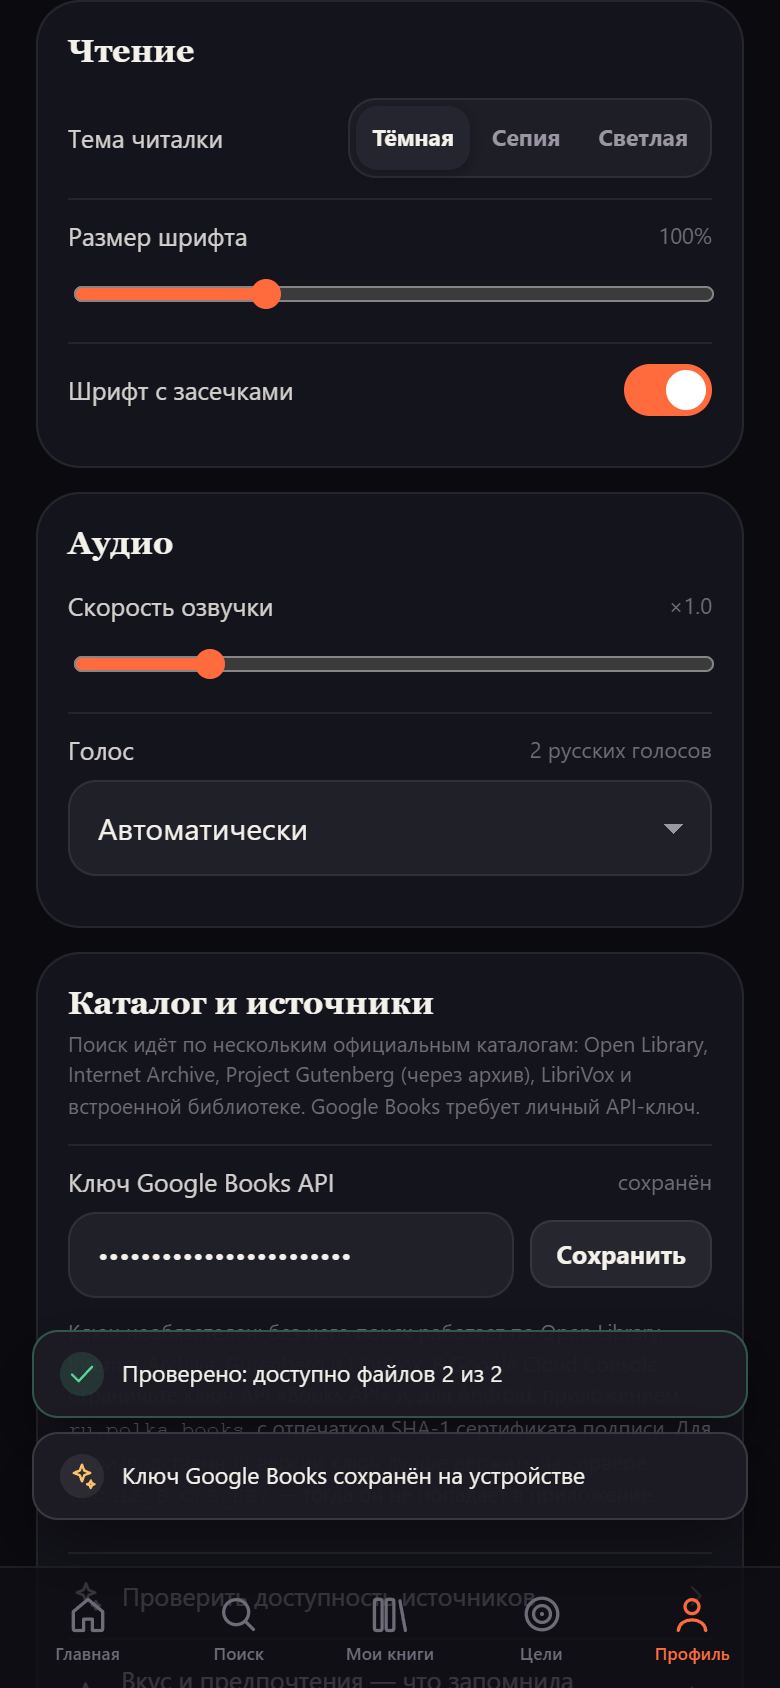 Чтение
Тема читалки
Тёмная Сепия Светлая
Размер шрифта 100%
Шрифт с засечками
Аудио
Скорость озвучки ×1.0
Голос 2 русских голосов
Автоматически
Каталог и источники
Поиск идёт по нескольким официальным каталогам: Open Library,
Internet Archive, Project Gutenberg (через архив), LibriVox и
встроенной библиотеке. Google Books требует личный API-ключ.
Ключ Google Books API сохранён
••••••••••••••••••••••••
Сохранить
Проверено: доступно файлов 2 из 2
с отпечатком SHA-1 сертификата подписи. Для
Ключ Google Books сохранён на устройстве
Проверить доступность источников
Главная Поиск Мои книги Цели Профиль
Вкус и предпочтения — что запомнила